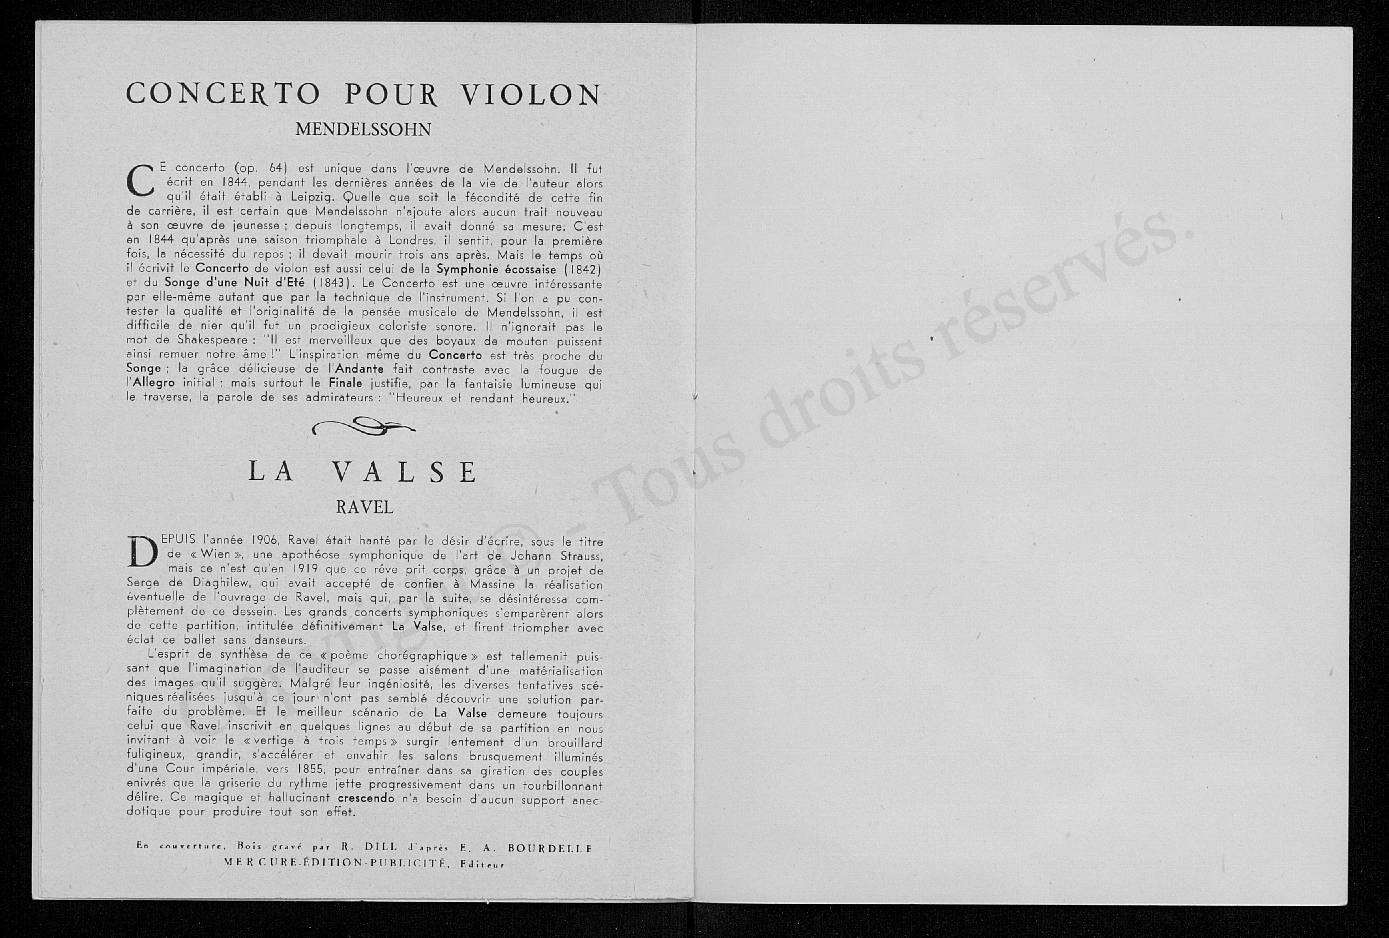 CONCERTO POUR VIOLON
MENDELSSOHN
CE concerto (op. 64) est unique dans l'œuvre de Mendelssohn. Il fut
écrit en 1844, pendant les dernières années de la vie de l'auteur alors
qu'il était établi à Leipzig. Quelle que soit la fécondité de cette fin
de carrière, il est certain que Mendelssohn n'ajoute alors aucun trait nouveau
à son œuvre de jeunesse ; depuis longtemps, il avait donné sa mesure. C'est
en 1844 qu'après une saison triomphale à Londres, il sentit, pour la première
fois, la nécessité du repos ; il devait mourir trois ans après. Mais le temps où
il écrivit le Concerto de violon est aussi celui de la Symphonie écossaise (1842)
et du Songe d'une Nuit d'Eté (1843). Le Concerto est une œuvre intéressante
par elle-même autant que par la technique de l'instrument. Si l'on a pu con-
tester la qualité et l'originalité de la pensée musicale de Mendelssohn, il est
difficile de nier qu'il fut un prodigieux coloriste sonore. Il n'ignorait pas le
mot de Shakespeare : "Il est merveilleux que des boyaux de mouton puissent
ainsi remuer notre âme !" L'inspiration même du Concerto est très proche du
Songe ; la grâce délicieuse de l'Andante fait contraste avec la fougue de
l'Allegro initial ; mais surtout le Finale justifie, par la fantaisie lumineuse qui
le traverse, la parole de ses admirateurs : "Heureux et rendant heureux."
LA VALSE
RAVEL
DEPUIS l'année 1906, Ravel était hanté par le désir d'écrire, sous le titre
de « Wien », une apothéose symphonique de l'art de Johann Strauss,
mais ce n'est qu'en 1919 que ce rêve prit corps, grâce à un projet de
Serge de Diaghilew, qui avait accepté de confier à Massine la réalisation
éventuelle de l'ouvrage de Ravel, mais qui, par la suite, se désintéressa com-
plètement de ce dessein. Les grands concerts symphoniques s'emparèrent alors
de cette partition, intitulée définitivement La Valse, et firent triompher avec
éclat ce ballet sans danseurs.
L'esprit de synthèse de ce « poème chorégraphique » est tellemenit puis-
sant que l'imagination de l'auditeur se passe aisément d'une matérialisation
des images qu'il suggère. Malgré leur ingéniosité, les diverses tentatives scé-
niques réalisées jusqu'à ce jour n'ont pas semblé découvrir une solution par-
faite du problème. Et le meilleur scénario de La Valse demeure toujours
celui que Ravel inscrivit en quelques lignes au début de sa partition en nous
invitant à voir le « vertige à trois temps » surgir lentement d'un brouillard
fuligineux, grandir, s'accélérer et envahir les salons brusquement illuminés
d'une Cour impériale, vers 1855, pour entraîner dans sa giration des couples
enivrés que la griserie du rythme jette progressivement dans un tourbillonnant
délire. Ce magique et hallucinant crescendo n'a besoin d'aucun support anec-
dotique pour produire tout son effet.
En couverture, Bois gravé par R. DILL d'après E. A. BOURDELLE
MERCURE-ÉDITION-PUBLICITÉ, Editeur
Copyright © - Tous droits réservés.